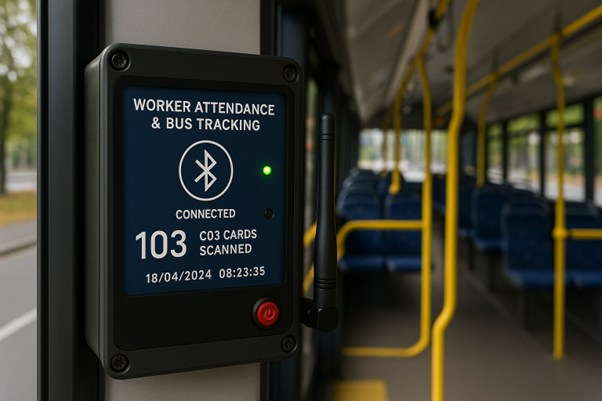 WORKER ATTENDANCE
& BUS TRACKING
CONNECTED
103 C03 CARDS
SCANNED
18/04/2024 08:23:35